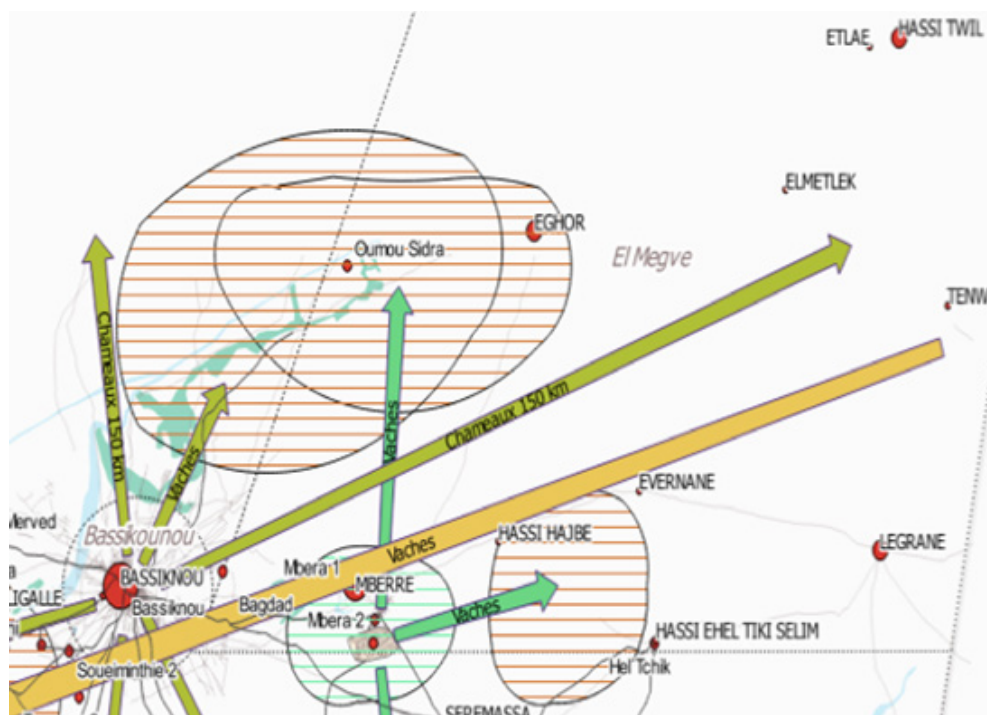 ETLAE
HASSI TWIL
ELMETLEK
EGHOR
Oumou Sidra
El Megve
TENW
Chameaux 150 km
Vaches
Vaches
Chameaux 150 km
EVERNANE
Merved
Bassikounou
HASSI HAJBE
Vaches
LEGRANE
Mbera 1
BASSIKNOU
MBERRE
LIGALLE
Bassiknou
Bagdad
Mbera 2
Vaches
HASSI EHEL TIKI SELIM
Soueiminthie 2
Hel Tchik
SEREMASSA